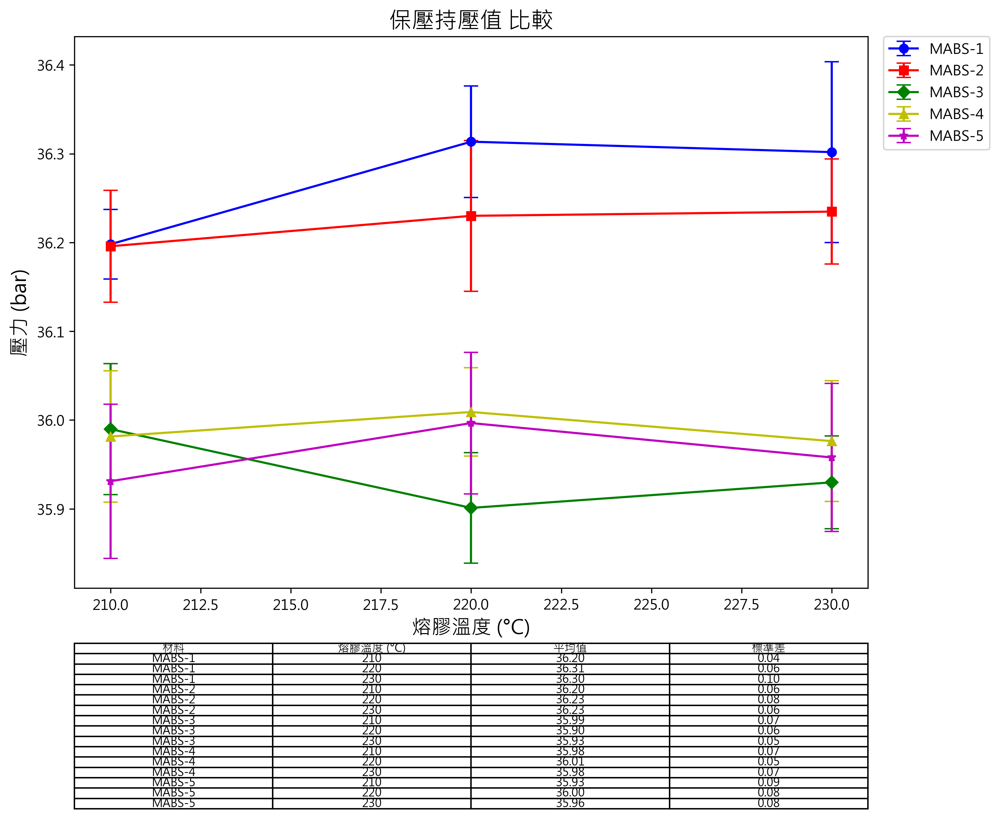 保壓持壓值 比較
36.4
36.3
36.2
36.1
36.0
35.9
壓力 (bar)
MABS-1
MABS-2
MABS-3
MABS-4
MABS-5
210.0 212.5 215.0 217.5 220.0 222.5 225.0 227.5 230.0
熔膠溫度 (°C)
材料 熔膠溫度 (°C) 平均值 標準差
MABS-1 210 36.20 0.04
MABS-1 220 36.31 0.06
MABS-1 230 36.30 0.10
MABS-2 210 36.20 0.06
MABS-2 220 36.23 0.08
MABS-2 230 36.23 0.06
MABS-3 210 35.99 0.07
MABS-3 220 35.90 0.06
MABS-3 230 35.93 0.05
MABS-4 210 35.98 0.07
MABS-4 220 36.01 0.05
MABS-4 230 35.98 0.07
MABS-5 210 35.93 0.09
MABS-5 220 36.00 0.08
MABS-5 230 35.96 0.08